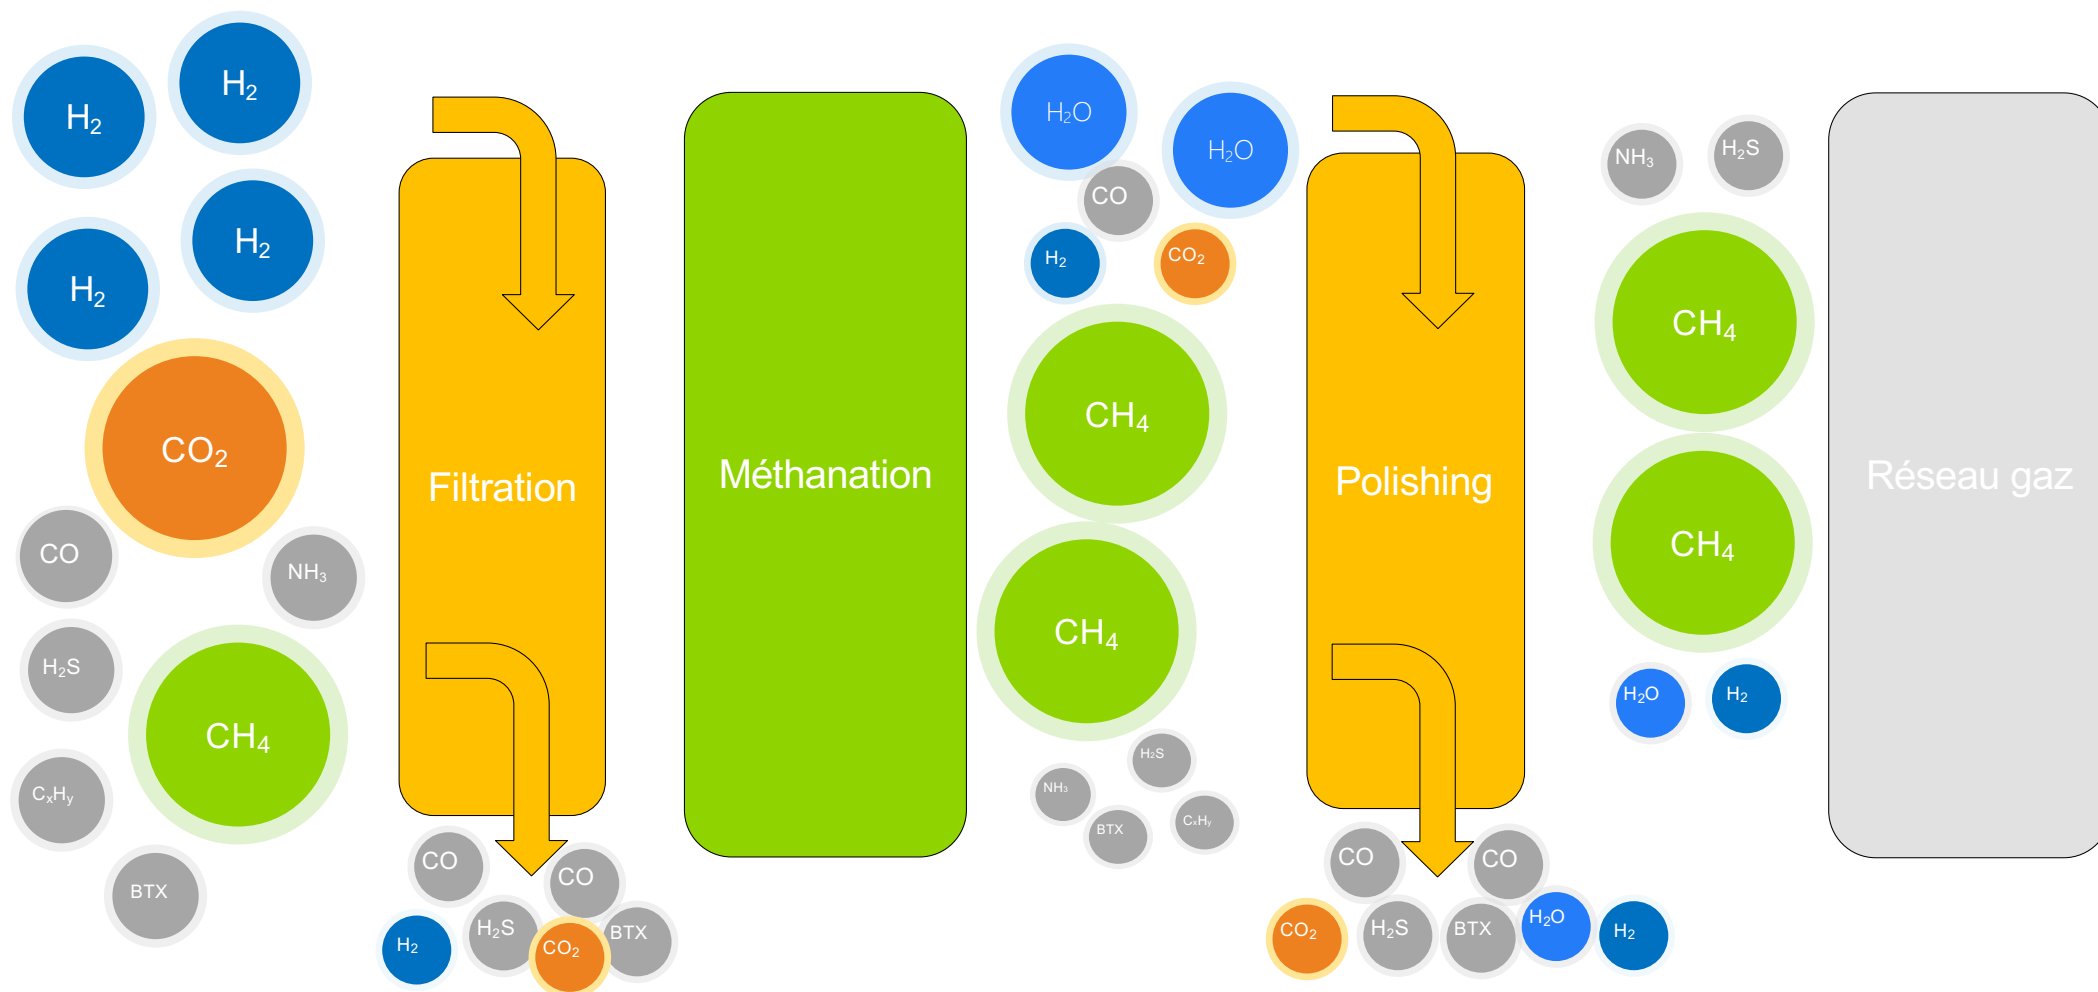 H₂
H₂
H₂
H₂
CO₂
CO
NH₃
H₂S
CH₄
CₓHᵧ
BTX
Filtration
CO
CO
H₂
H₂S
CO₂
BTX
Méthanation
H₂O
H₂O
CO
H₂
CO₂
CH₄
CH₄
H₂S
NH₃
BTX
CₓHᵧ
Polishing
CO
CO
CO₂
H₂S
BTX
H₂O
H₂
NH₃
H₂S
CH₄
CH₄
H₂O
H₂
Réseau gaz